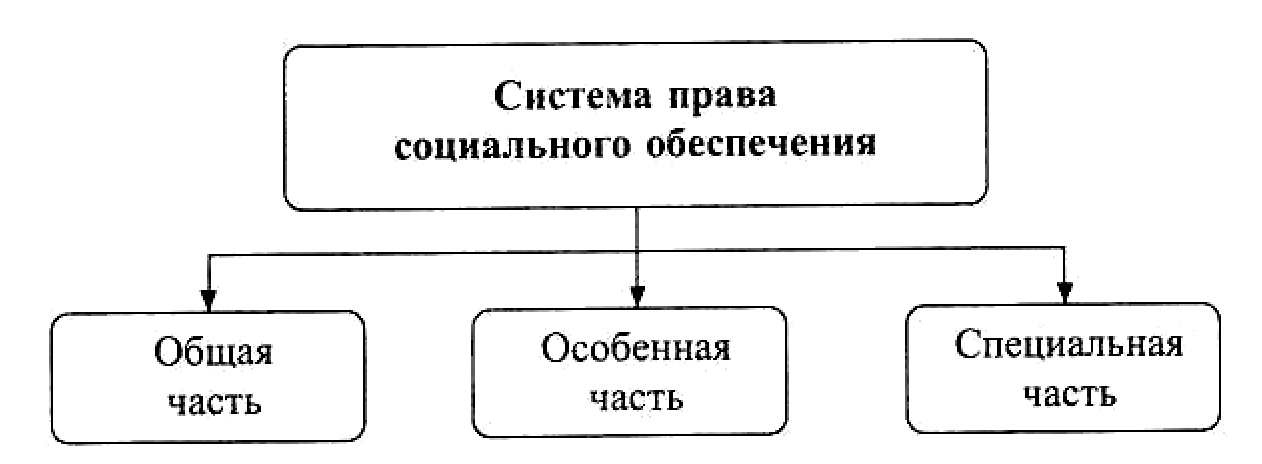 Система права
социального обеспечения
Общая
часть
Особенная
часть
Специальная
часть